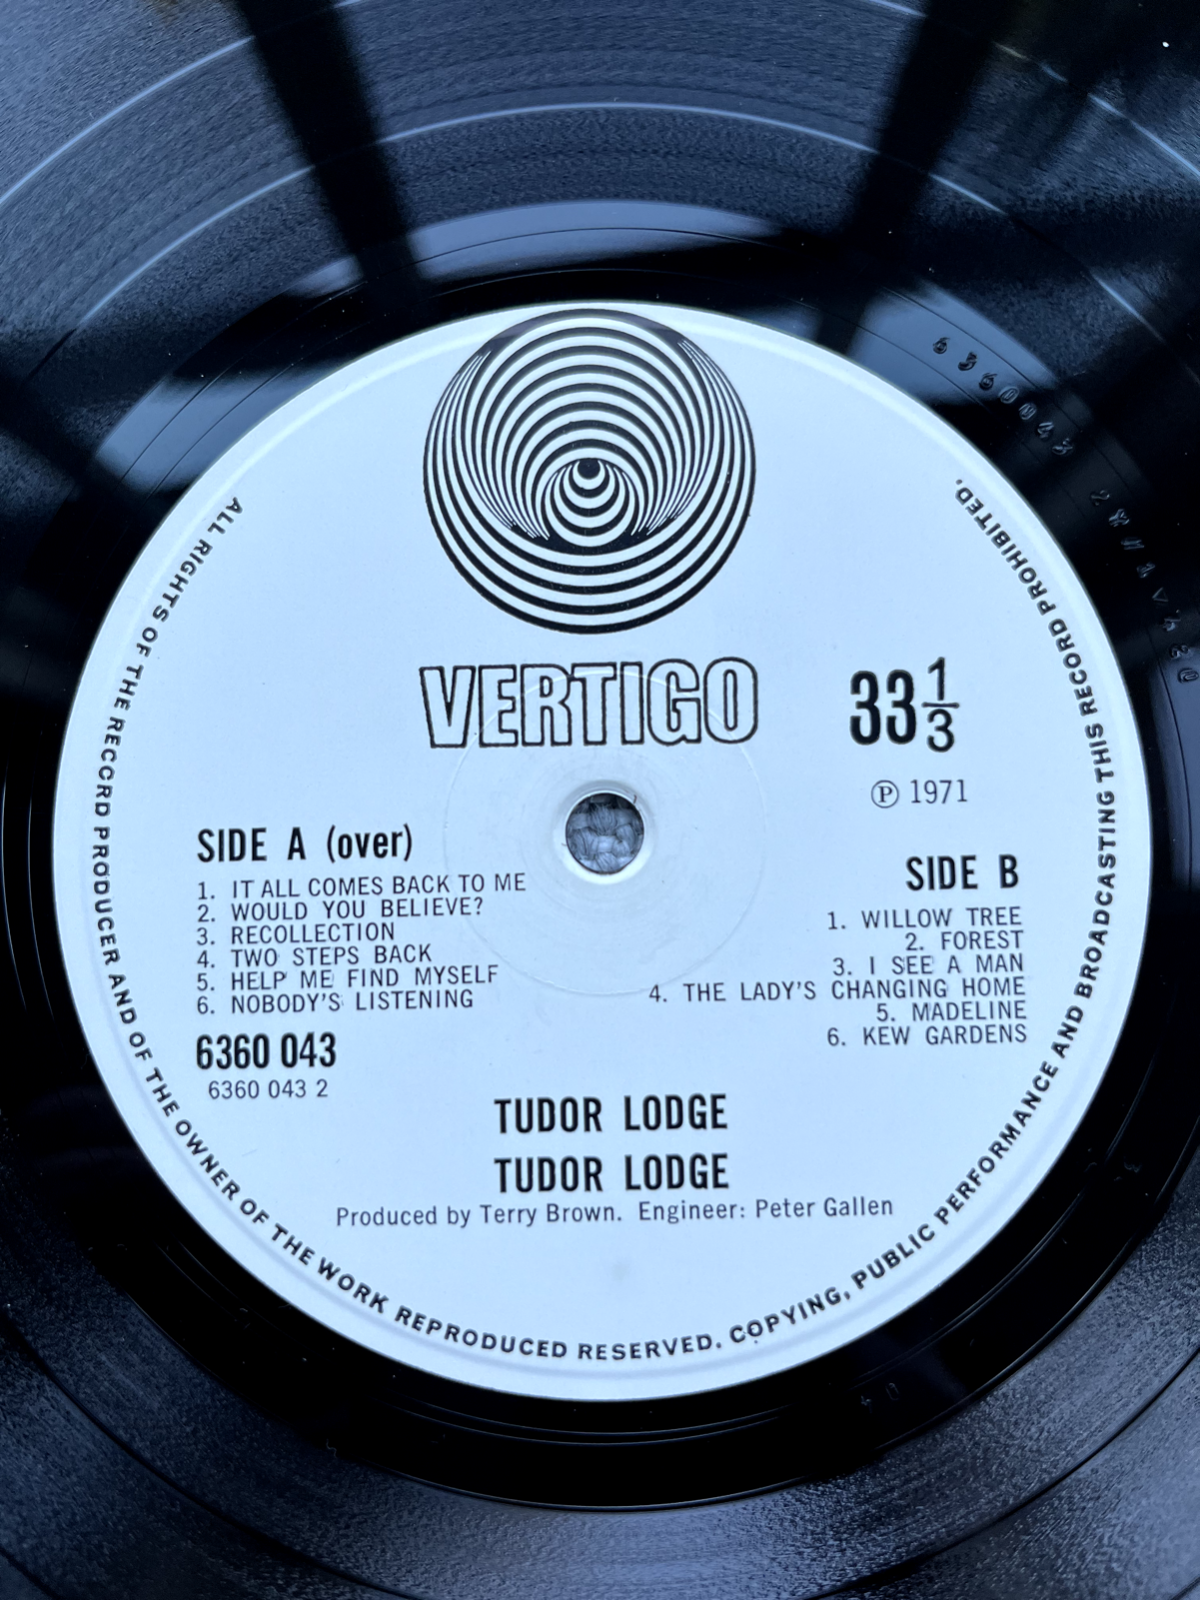 VERTIGO
33 1/3
℗ 1971
SIDE A (over)
1. IT ALL COMES BACK TO ME
2. WOULD YOU BELIEVE?
3. RECOLLECTION
4. TWO STEPS BACK
5. HELP ME FIND MYSELF
6. NOBODY'S LISTENING
6360 043
6360 043 2
SIDE B
1. WILLOW TREE
2. FOREST
3. I SEE A MAN
4. THE LADY'S CHANGING HOME
5. MADELINE
6. KEW GARDENS
TUDOR LODGE
TUDOR LODGE
Produced by Terry Brown. Engineer: Peter Gallen
ALL RIGHTS OF THE RECORD PRODUCER AND OF THE OWNER OF THE WORK REPRODUCED RESERVED. COPYING, PUBLIC PERFORMANCE AND BROADCASTING THIS RECORD PROHIBITED.
6360043